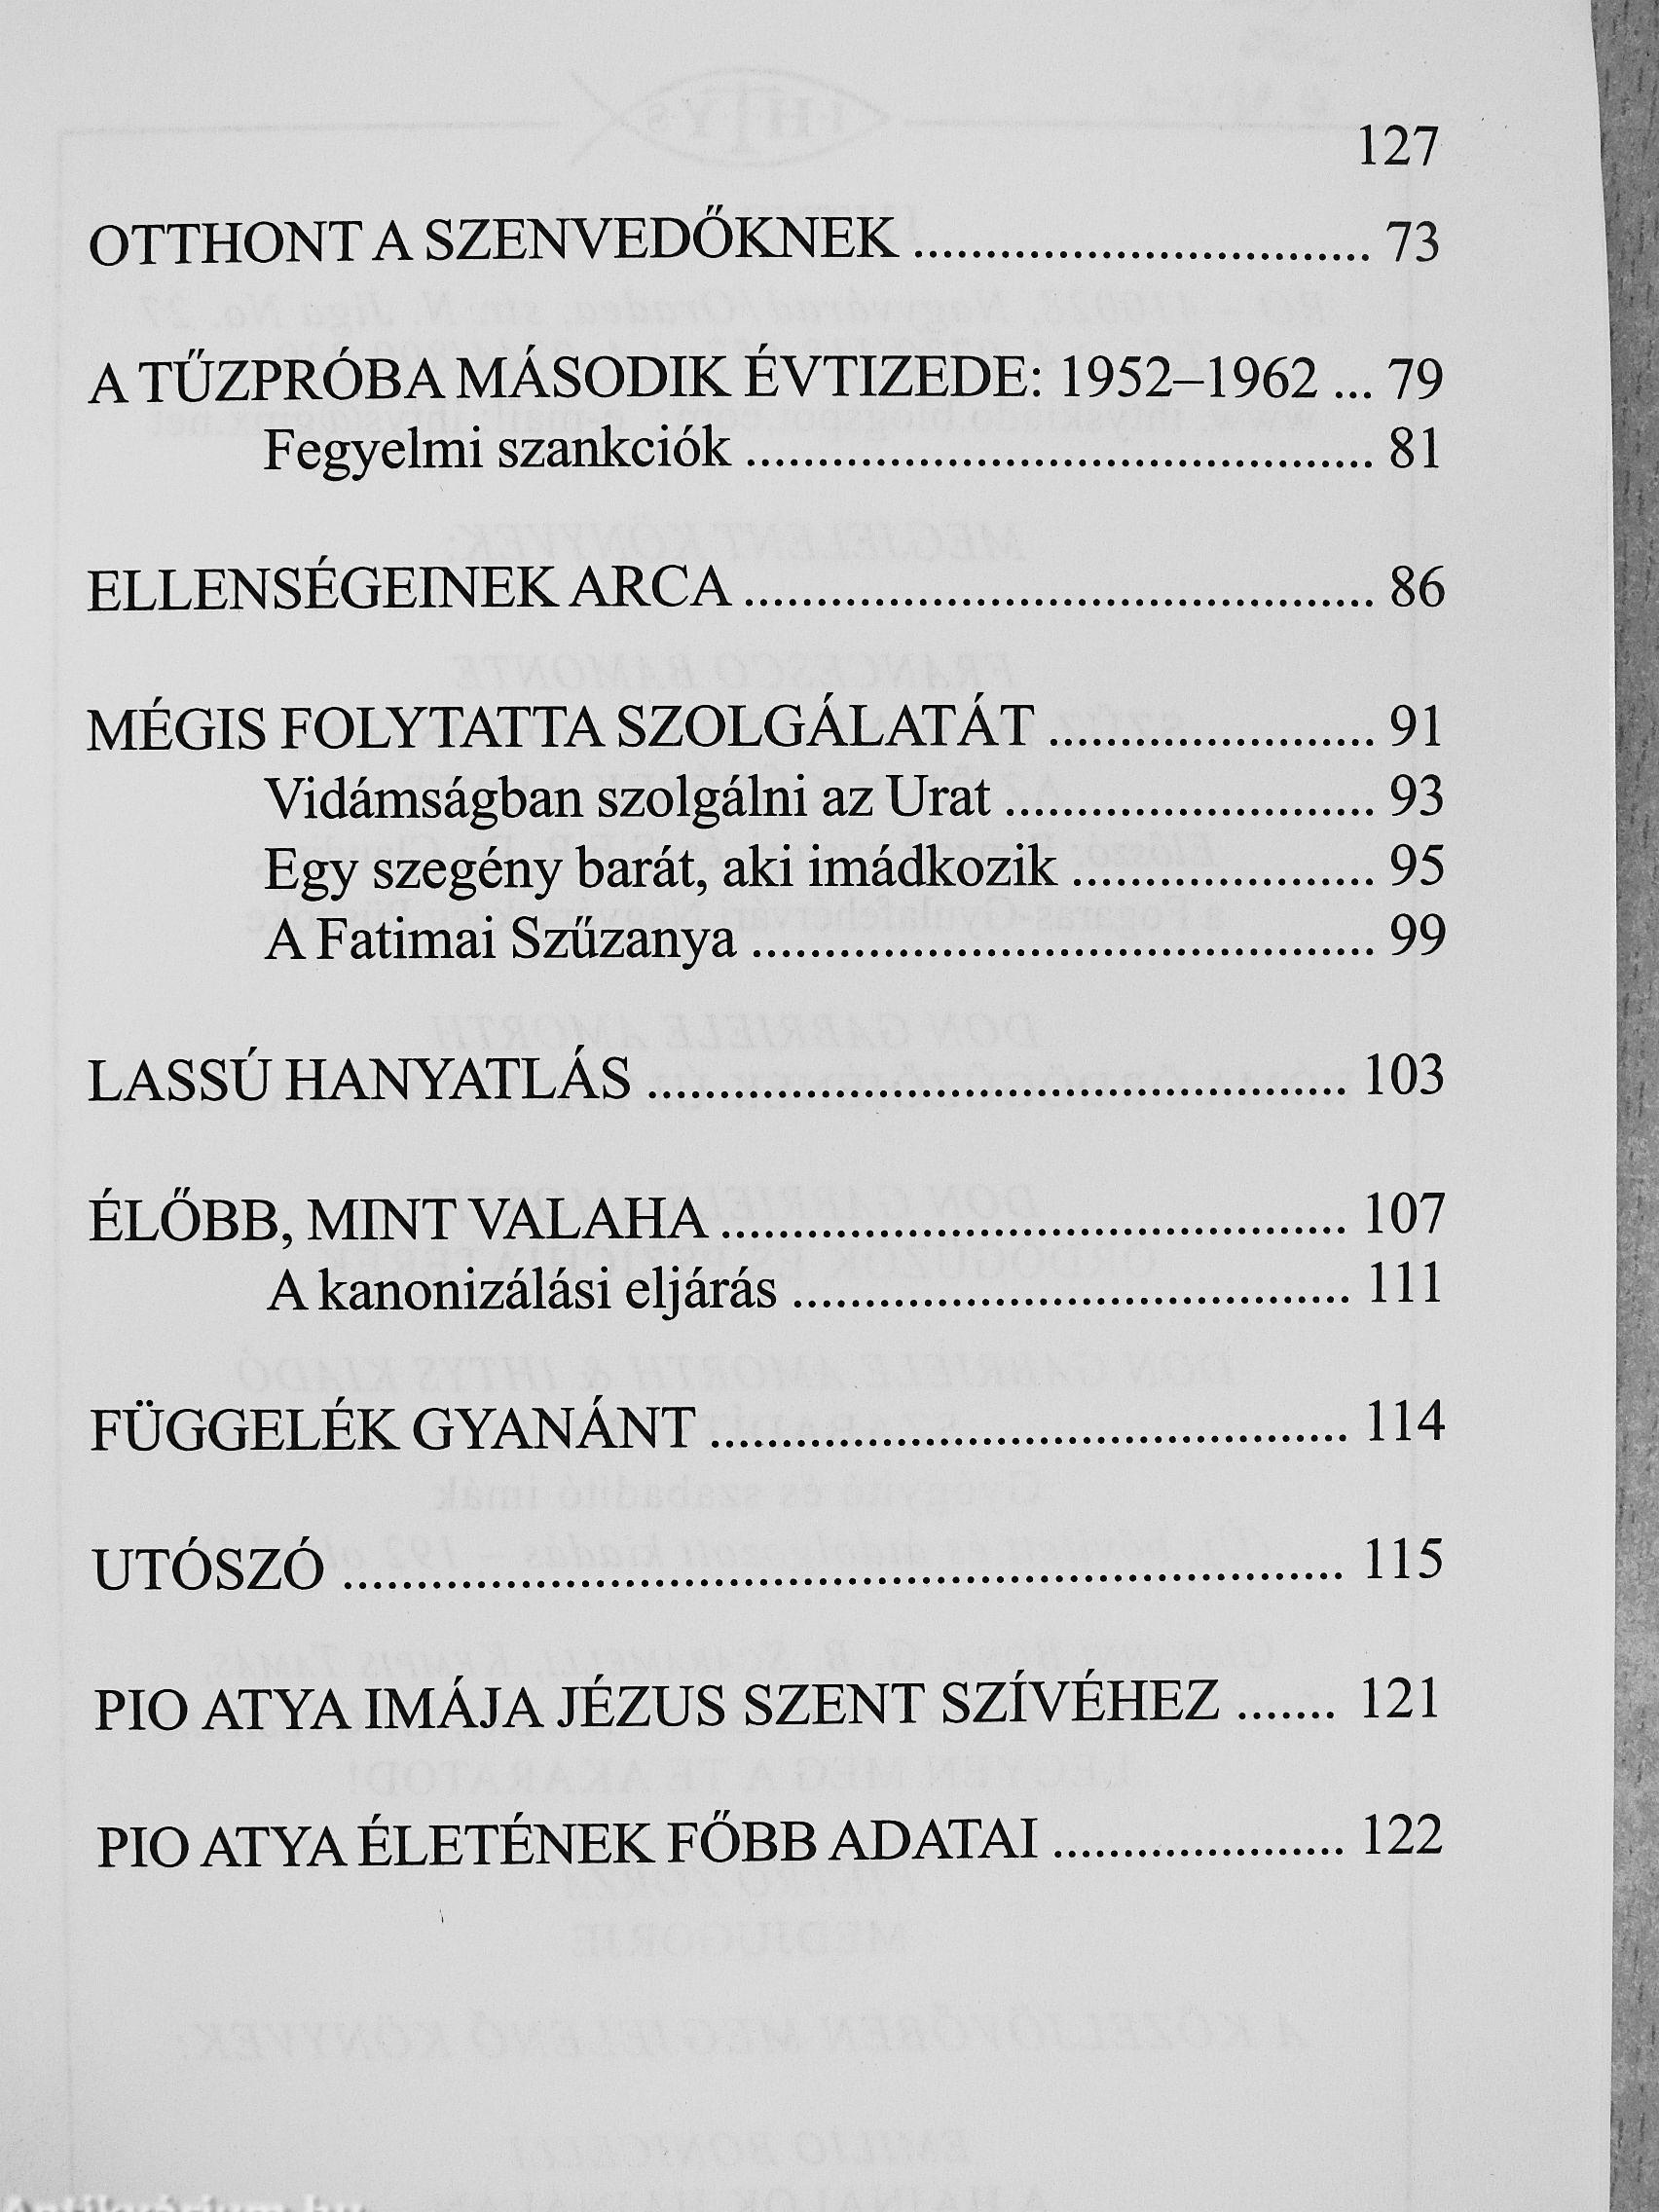 127
OTTHONT A SZENVEDŐKNEK ................................ 73
A TŰZPRÓBA MÁSODIK ÉVTIZEDE: 1952–1962 ... 79
Fegyelmi szankciók ............................................ 81
ELLENSÉGEINEK ARCA ............................................ 86
MÉGIS FOLYTATTA SZOLGÁLATÁT ....................... 91
Vidámságban szolgálni az Urat .......................... 93
Egy szegény barát, aki imádkozik ..................... 95
A Fatimai Szűzanya ............................................ 99
LASSÚ HANYATLÁS ................................................. 103
ÉLŐBB, MINT VALAHA ............................................ 107
A kanonizálási eljárás ....................................... 111
FÜGGELÉK GYANÁNT ............................................. 114
UTÓSZÓ ...................................................................... 115
PIO ATYA IMÁJA JÉZUS SZENT SZÍVÉHEZ ....... 121
PIO ATYA ÉLETÉNEK FŐBB ADATAI ..................... 122